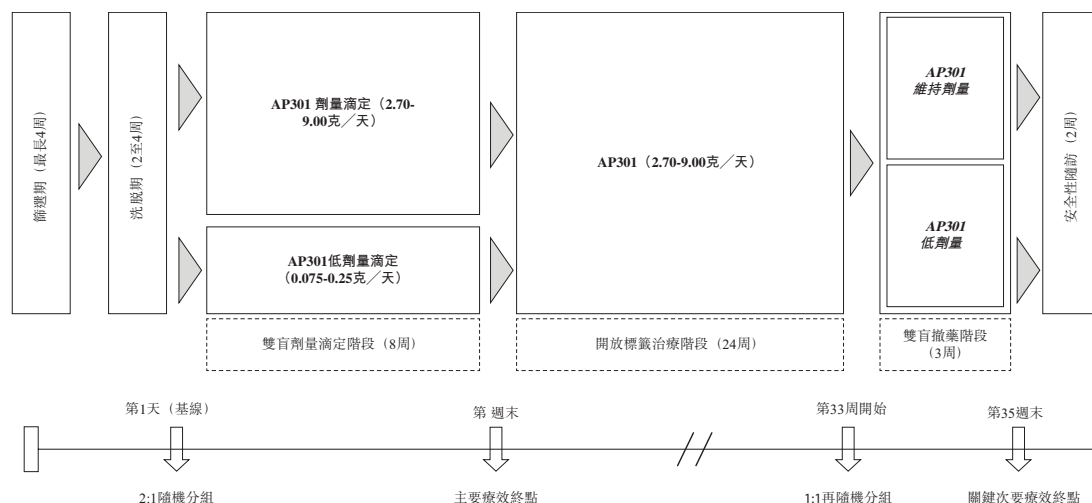 篩選期（最長4周）
洗脱期（2至4周）
AP301 劑量滴定（2.70-
9.00克／天）
AP301低劑量滴定
（0.075-0.25克／天）
雙盲劑量滴定階段（8周）
AP301（2.70-9.00克／天）
開放標籤治療階段（24周）
AP301
維持劑量
AP301
低劑量
雙盲撤藥階段
（3周）
安全性隨訪（2周）
第1天（基線）
第 週末
第33周開始
第35週末
2:1隨機分組
主要療效終點
1:1再隨機分組
關鍵次要療效終點